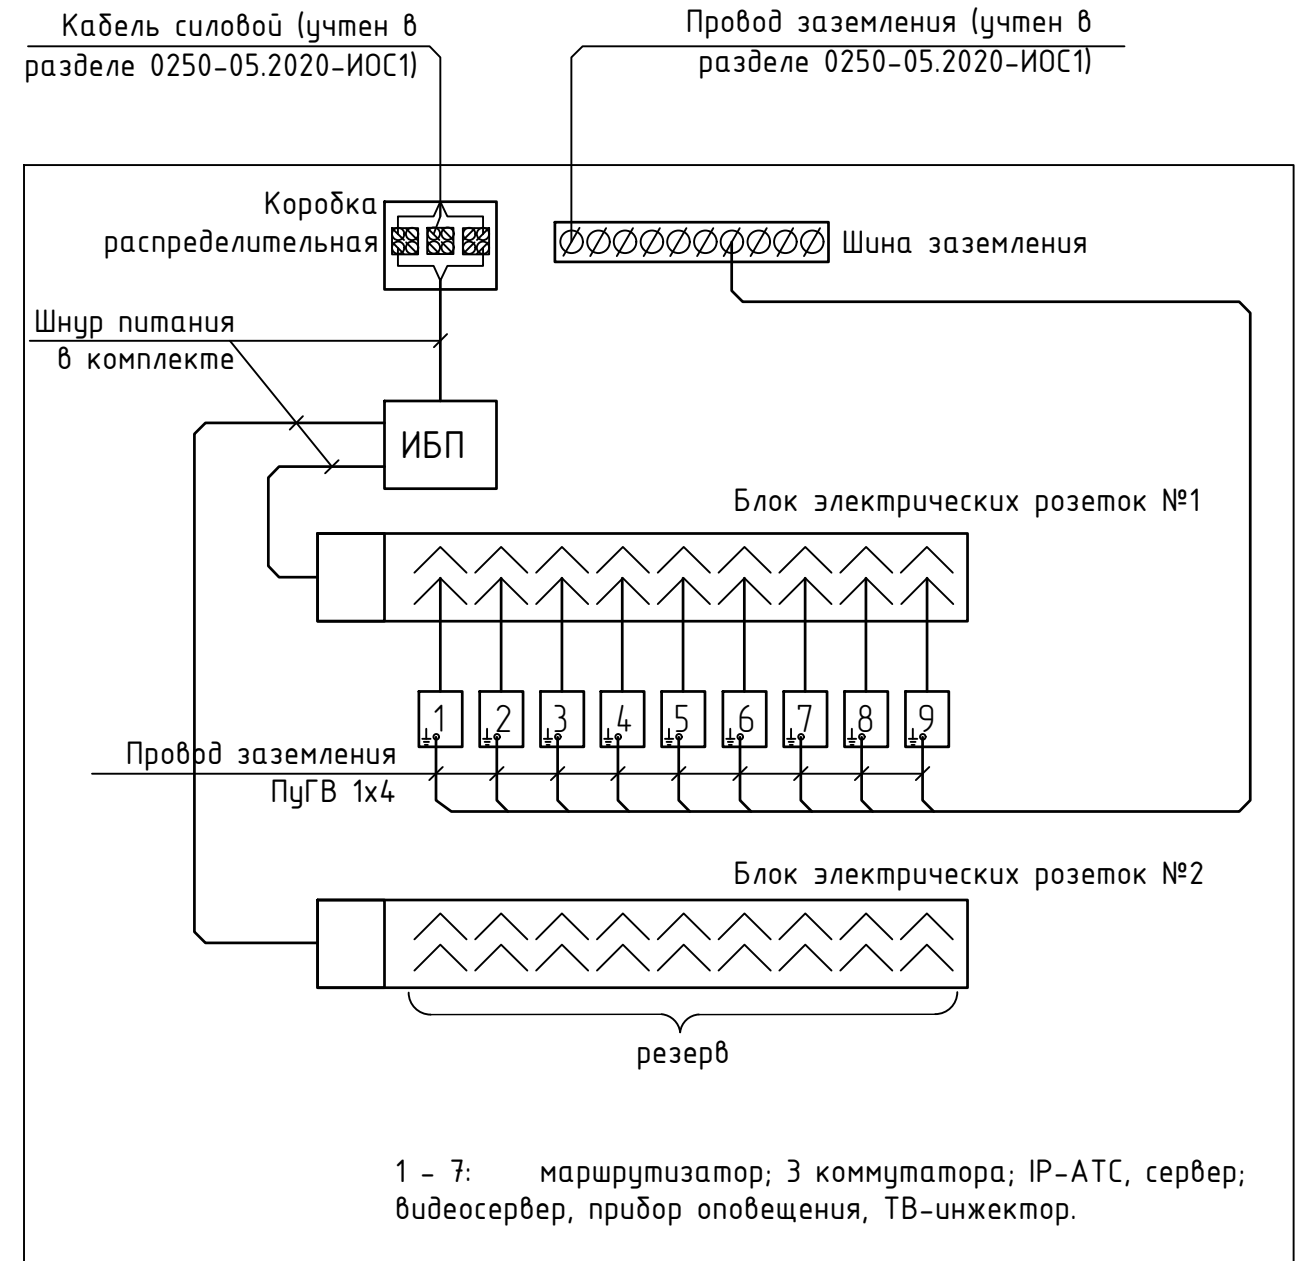 Кабель силовой (учтен в
разделе 0250-05.2020-ИОС1)
Провод заземления (учтен в
разделе 0250-05.2020-ИОС1)
Коробка
распределительная
Шина заземления
Шнур питания
в комплекте
ИБП
Блок электрических розеток №1
1 2 3 4 5 6 7 8 9
Провод заземления
ПуГВ 1х4
Блок электрических розеток №2
резерв
1 - 7: маршрутизатор; 3 коммутатора; IP-АТС, сервер;
видеосервер, прибор оповещения, ТВ-инжектор.